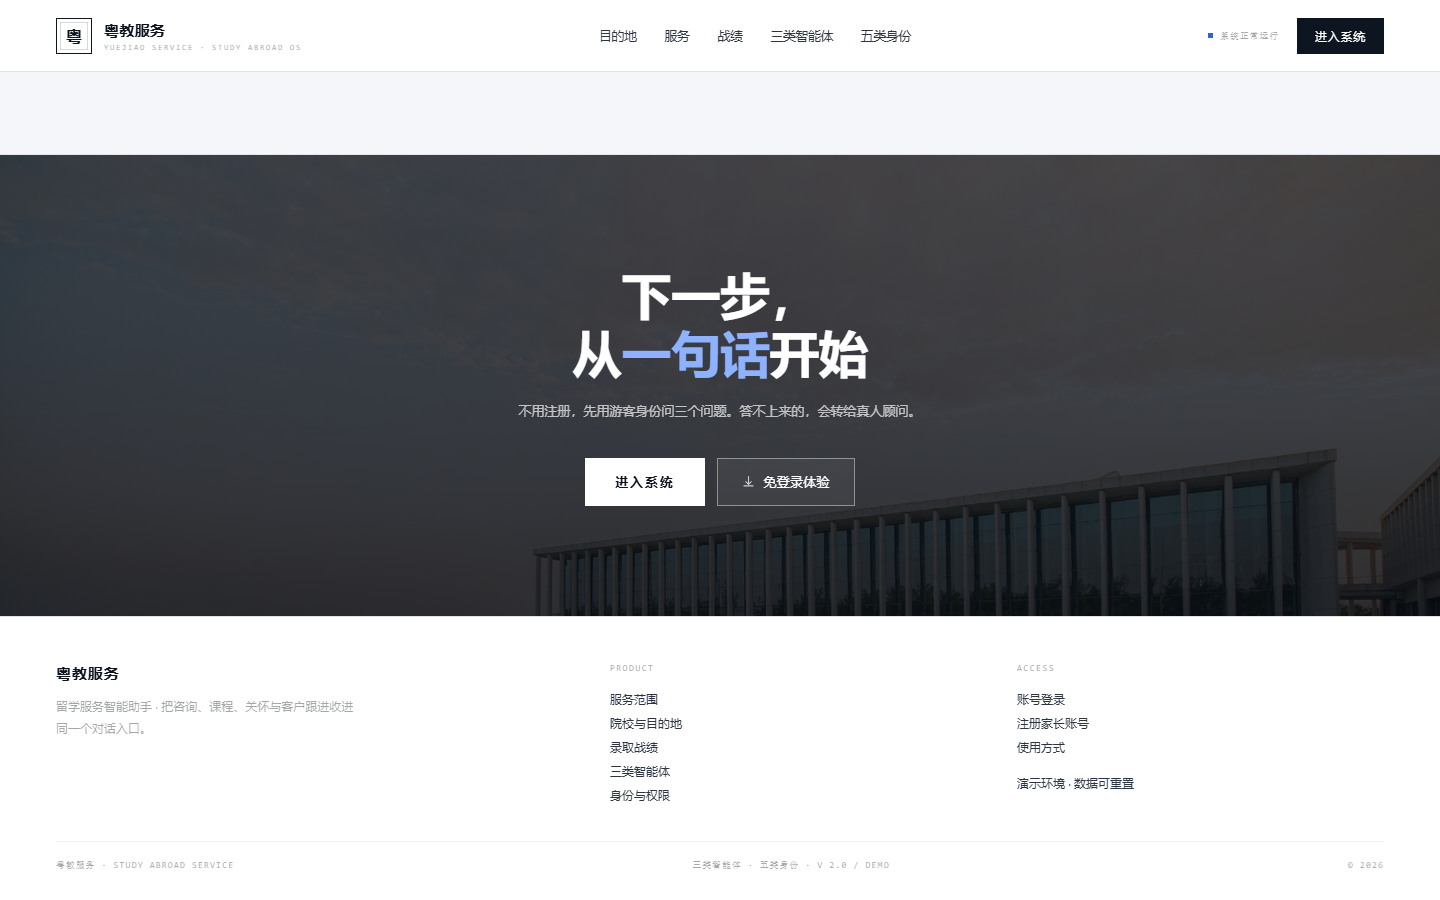 粤
粤教服务
YUEJIAO SERVICE · STUDY ABROAD OS
目的地 服务 战绩 三类智能体 五类身份
系统正常运行
进入系统
下一步，
从一句话开始
不用注册，先用游客身份问三个问题。答不上来的，会转给真人顾问。
进入系统
免登录体验
粤教服务
留学服务智能助手 · 把咨询、课程、关怀与客户跟进收进
同一个对话入口。
PRODUCT
服务范围
院校与目的地
录取战绩
三类智能体
身份与权限
ACCESS
账号登录
注册家长账号
使用方式
演示环境 · 数据可重置
粤教服务 · STUDY ABROAD SERVICE
三类智能体 · 五类身份 · V 2.0 / DEMO
© 2026